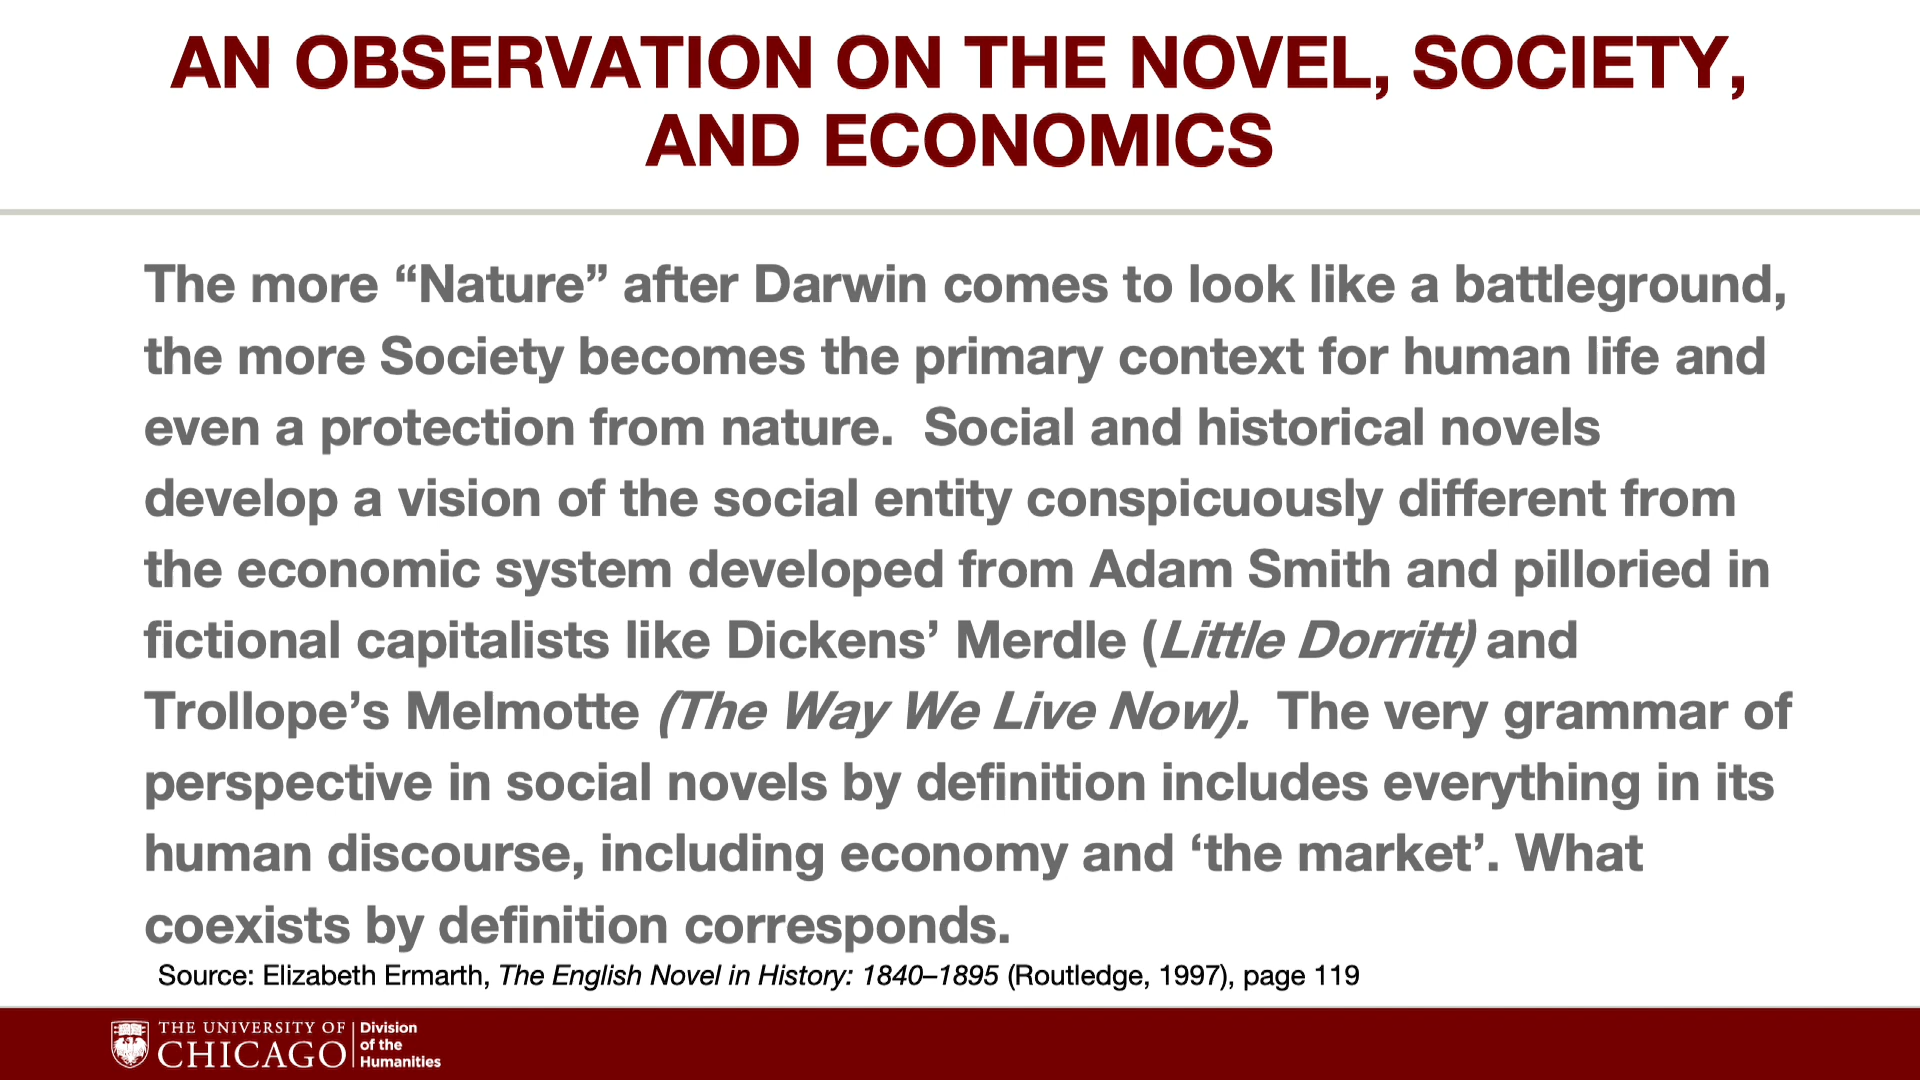 AN OBSERVATION ON THE NOVEL, SOCIETY,
AND ECONOMICS
The more “Nature” after Darwin comes to look like a battleground,
the more Society becomes the primary context for human life and
even a protection from nature.  Social and historical novels
develop a vision of the social entity conspicuously different from
the economic system developed from Adam Smith and pilloried in
fictional capitalists like Dickens’ Merdle (Little Dorritt) and
Trollope’s Melmotte (The Way We Live Now).  The very grammar of
perspective in social novels by definition includes everything in its
human discourse, including economy and ‘the market’. What
coexists by definition corresponds.
Source: Elizabeth Ermarth, The English Novel in History: 1840–1895 (Routledge, 1997), page 119
THE UNIVERSITY OF
CHICAGO
Division
of the
Humanities